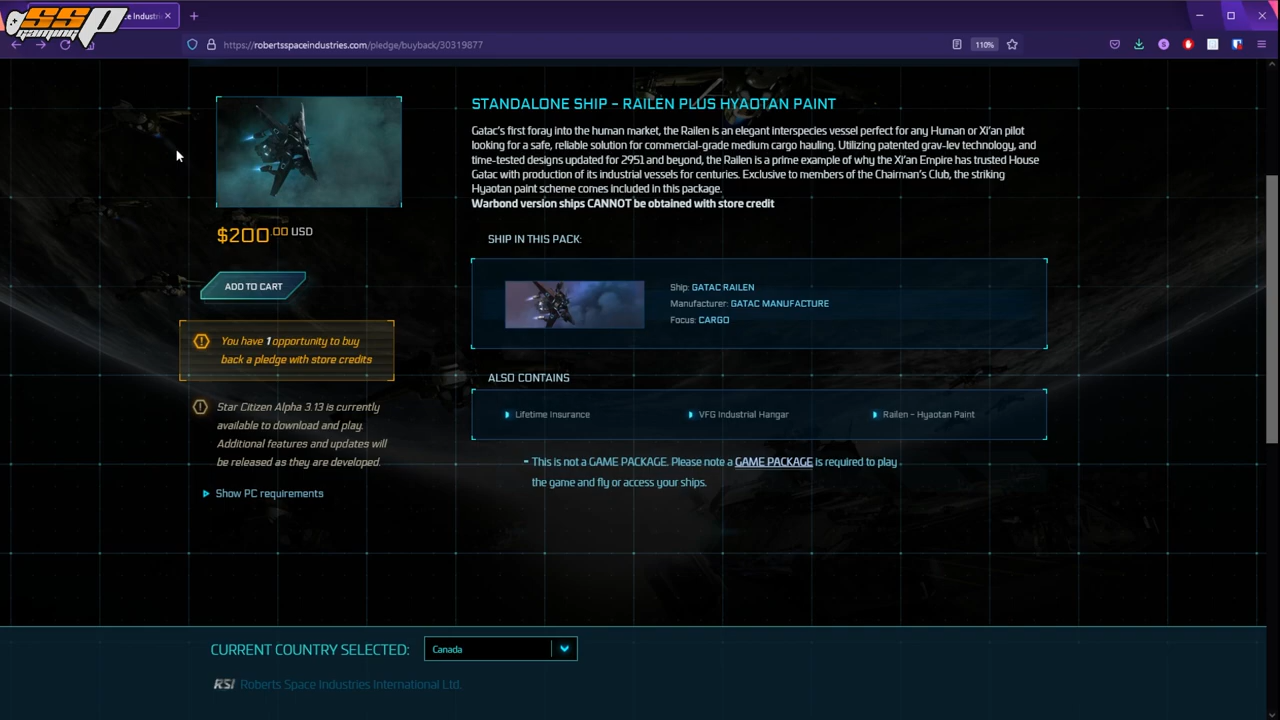 SSP
GAMING
ce Industri
https://robertsspaceindustries.com/pledge/buyback/30319877
110%
STANDALONE SHIP - RAILEN PLUS HYAOTAN PAINT
Gatac's first foray into the human market, the Railen is an elegant interspecies vessel perfect for any Human or Xi'an pilot
looking for a safe, reliable solution for commercial-grade medium cargo hauling. Utilizing patented grav-lev technology, and
time-tested designs updated for 2951 and beyond, the Railen is a prime example of why the Xi'an Empire has trusted House
Gatac with production of its industrial vessels for centuries. Exclusive to members of the Chairman's Club, the striking
Hyaotan paint scheme comes included in this package.
Warbond version ships CANNOT be obtained with store credit
$200.00 USD
ADD TO CART
You have 1 opportunity to buy
back a pledge with store credits
Star Citizen Alpha 3.13 is currently
available to download and play.
Additional features and updates will
be released as they are developed.
Show PC requirements
SHIP IN THIS PACK:
Ship: GATAC RAILEN
Manufacturer: GATAC MANUFACTURE
Focus: CARGO
ALSO CONTAINS
Lifetime Insurance
VFG Industrial Hangar
Railen - Hyaotan Paint
- This is not a GAME PACKAGE. Please note a GAME PACKAGE is required to play
the game and fly or access your ships.
CURRENT COUNTRY SELECTED:
Canada
RSI Roberts Space Industries International Ltd.